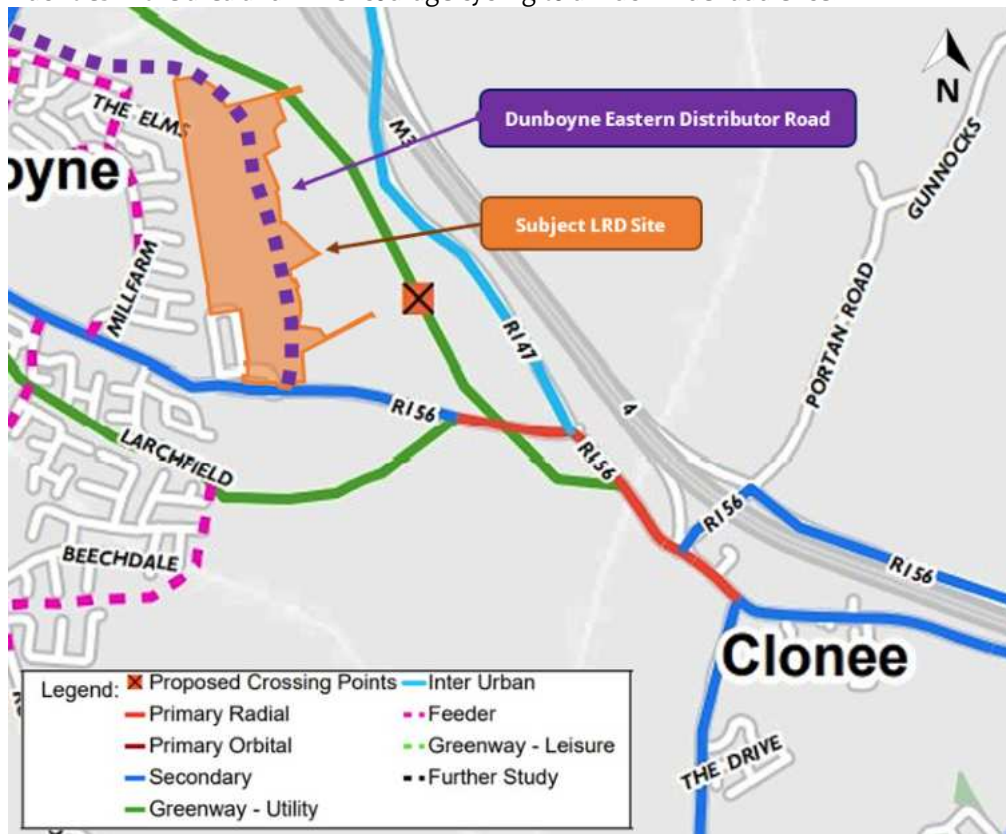 THE ELMS
oyne
MILLFARM
M3
Dunboyne Eastern Distributor Road
Subject LRD Site
N
GUNNOCKS
PORTAN ROAD
R147
4
R156
R156
R156
R156
LARCHFIELD
BEECHDALE
Clonee
THE DRIVE
Legend:
Proposed Crossing Points
Primary Radial
Primary Orbital
Secondary
Greenway - Utility
Inter Urban
Feeder
Greenway - Leisure
Further Study